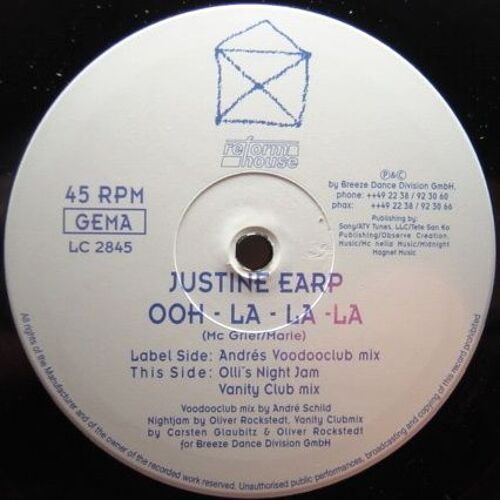 reform
house
45 RPM
GEMA
LC 2845
P&C
by Breeze Dance Division GmbH,
phone: ++49 22 38 / 92 30 60
phax: ++49 22 38 / 92 30 66
Publishing by:
Sony/ATV Tunes, LLC/Tete San Ko
Publishing/Observe Creation,
Music/Mc nella Music/Midnight
Magnet Music
JUSTINE EARP
OOH - LA - LA -LA
(Mc Grier/Marie)
Label Side: Andrés Voodooclub mix
This Side: Olli's Night Jam
Vanity Club mix
Voodooclub mix by André Schild
Nightjam by Oliver Rockstedt, Vanity Clubmix
by Carsten Glaubitz & Oliver Rockstedt
for Breeze Dance Division GmbH
All rights of the Manufacturer and of the owner of the recorded work reserved. Unauthorised public performances, broadcasting and copying of this record prohibited.